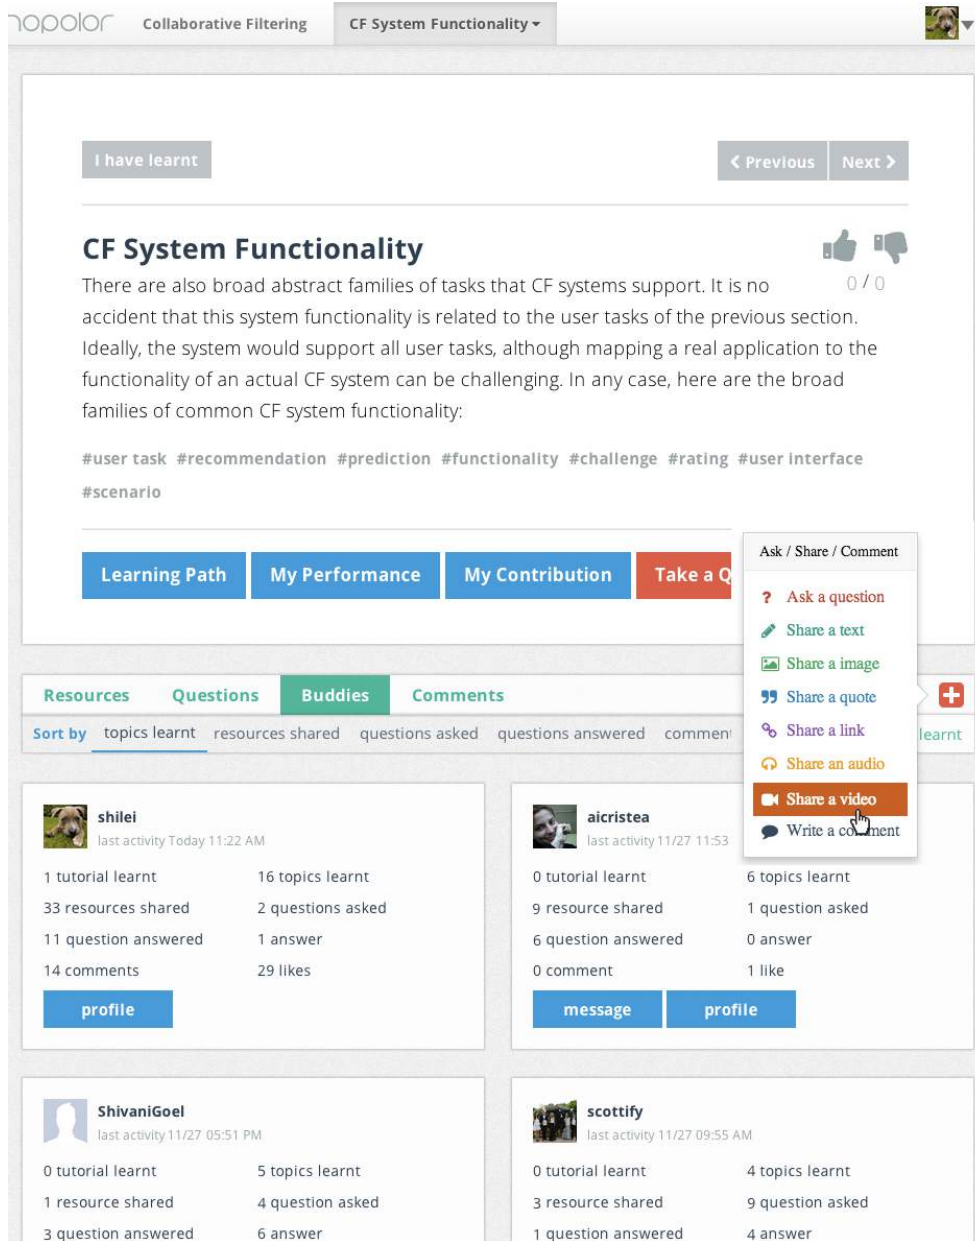 nopolor Collaborative Filtering CF System Functionality
I have learnt Previous Next
CF System Functionality
0 / 0
There are also broad abstract families of tasks that CF systems support. It is no
accident that this system functionality is related to the user tasks of the previous section.
Ideally, the system would support all user tasks, although mapping a real application to the
functionality of an actual CF system can be challenging. In any case, here are the broad
families of common CF system functionality:
#user task #recommendation #prediction #functionality #challenge #rating #user interface
#scenario
Learning Path My Performance My Contribution Take a Q
Ask / Share / Comment
? Ask a question
Share a text
Share a image
Share a quote
Share a link
Share an audio
Share a video
Write a comment
Resources Questions Buddies Comments
Sort by topics learnt resources shared questions asked questions answered commen learnt
shilei
last activity Today 11:22 AM
1 tutorial learnt 16 topics learnt
33 resources shared 2 questions asked
11 question answered 1 answer
14 comments 29 likes
profile
aicristea
last activity 11/27 11:53
0 tutorial learnt 6 topics learnt
9 resource shared 1 question asked
6 question answered 0 answer
0 comment 1 like
message profile
ShivaniGoel
last activity 11/27 05:51 PM
0 tutorial learnt 5 topics learnt
1 resource shared 4 question asked
3 question answered 6 answer
scottify
last activity 11/27 09:55 AM
0 tutorial learnt 4 topics learnt
3 resource shared 9 question asked
1 question answered 4 answer